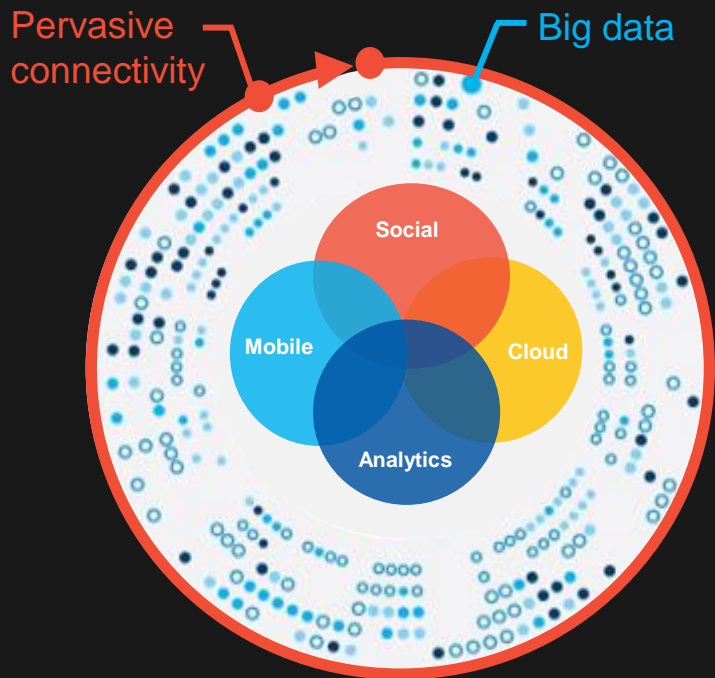 Pervasive
connectivity
Big data
Social
Mobile
Cloud
Analytics